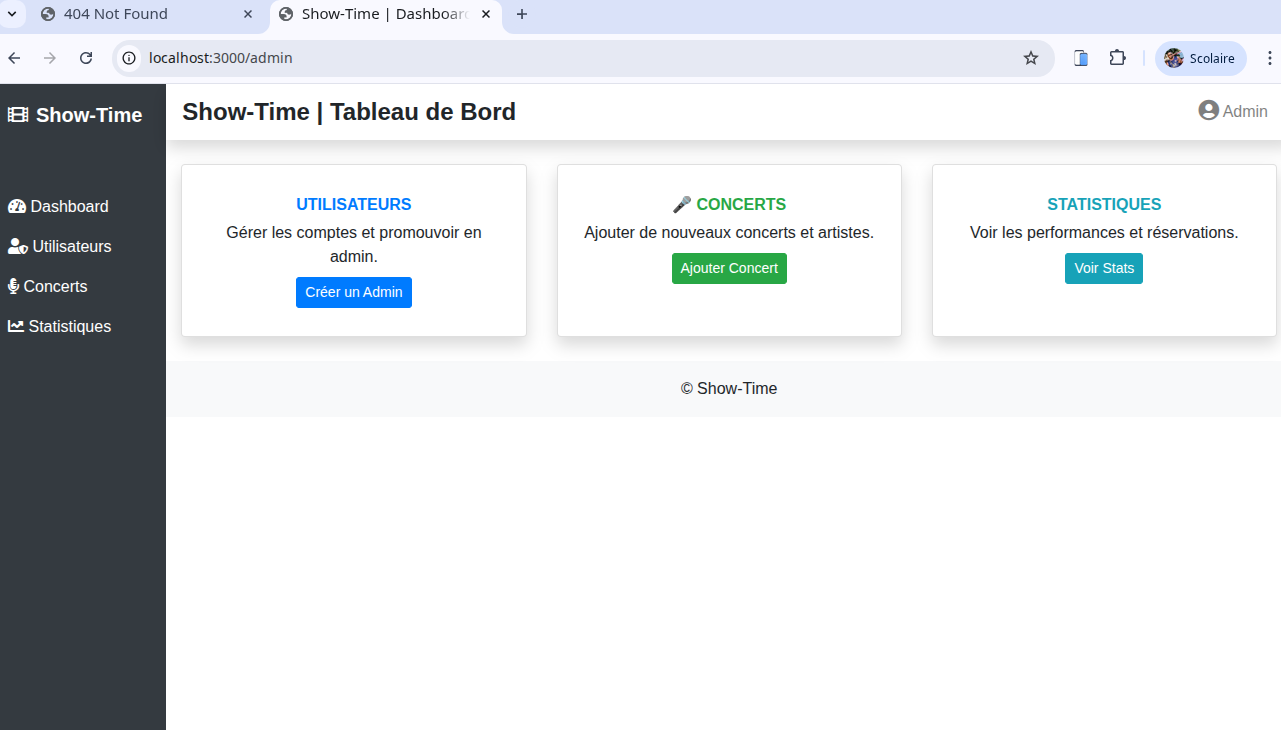 404 Not Found
Show-Time | Dashboar
localhost:3000/admin
Scolaire
Show-Time
Show-Time | Tableau de Bord
Admin
Dashboard
Utilisateurs
Concerts
Statistiques
UTILISATEURS
Gérer les comptes et promouvoir en
admin.
Créer un Admin
🎤 CONCERTS
Ajouter de nouveaux concerts et artistes.
Ajouter Concert
STATISTIQUES
Voir les performances et réservations.
Voir Stats
© Show-Time